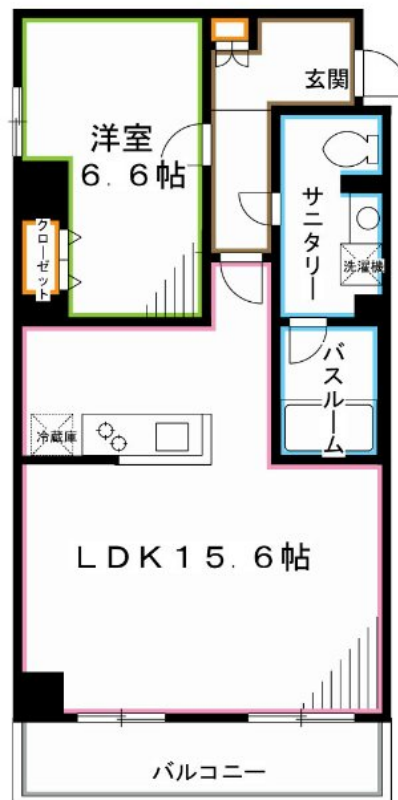 玄関
洋室
6.6帖
サニタリー
クローゼット
洗濯機
バスルーム
冷蔵庫
LDK15.6帖
バルコニー